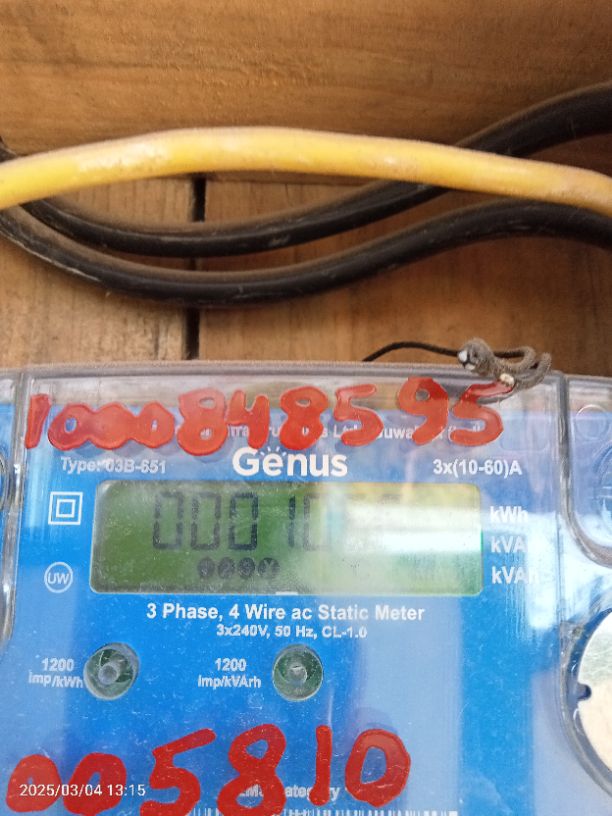 1000848595
Type: 03B-651
Genus
3x(10-60)A
kWh
kVA
kVAh
UW
3 Phase, 4 Wire ac Static Meter
3x240V, 50 Hz, CL-1.0
1200
imp/kWh
1200
imp/kVArh
005810
2025/03/04 13:15